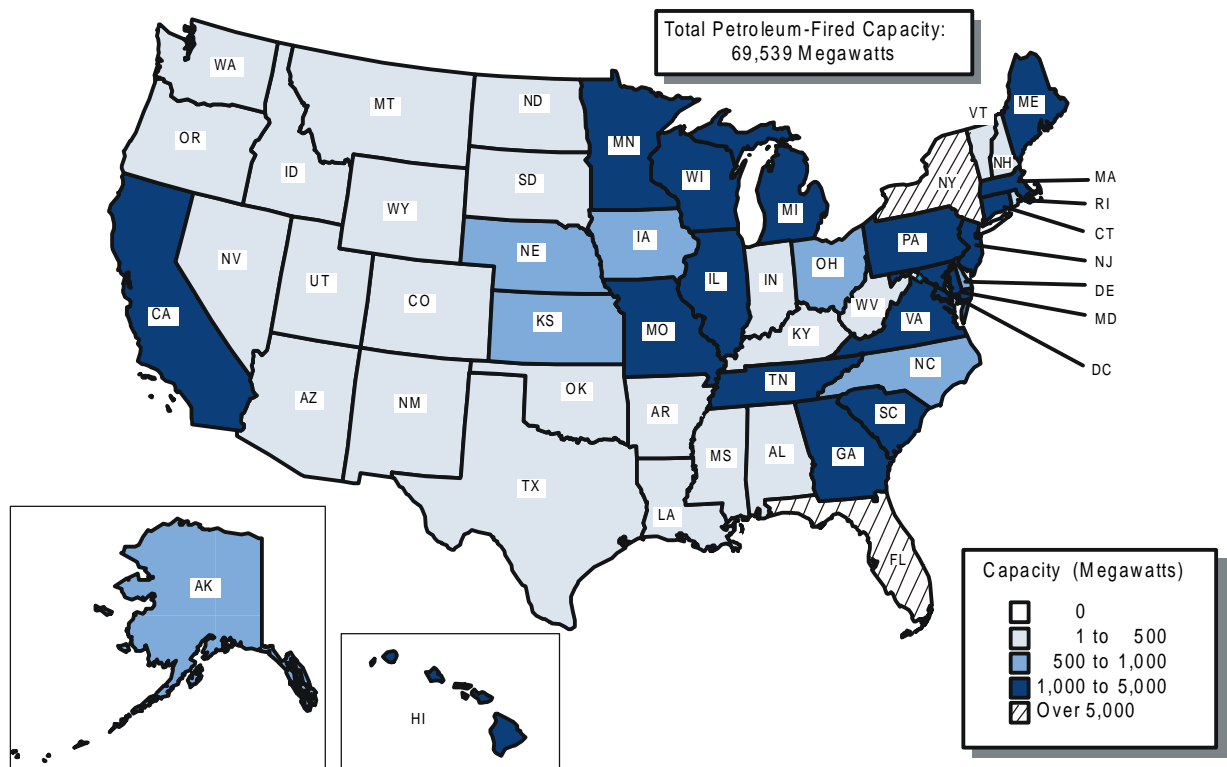 Total Petroleum-Fired Capacity:
69,539 Megawatts
WA
MT
ND
MN
VT
ME
OR
ID
SD
WI
NH
NY
MA
WY
MI
RI
CT
IA
PA
NV
NE
OH
NJ
UT
CO
IL
IN
DE
CA
KS
MO
WV
VA
MD
KY
DC
AZ
NM
OK
TN
NC
AR
SC
MS
AL
GA
TX
LA
FL
AK
HI
Capacity (Megawatts)
0
1 to 500
500 to 1,000
1,000 to 5,000
Over 5,000